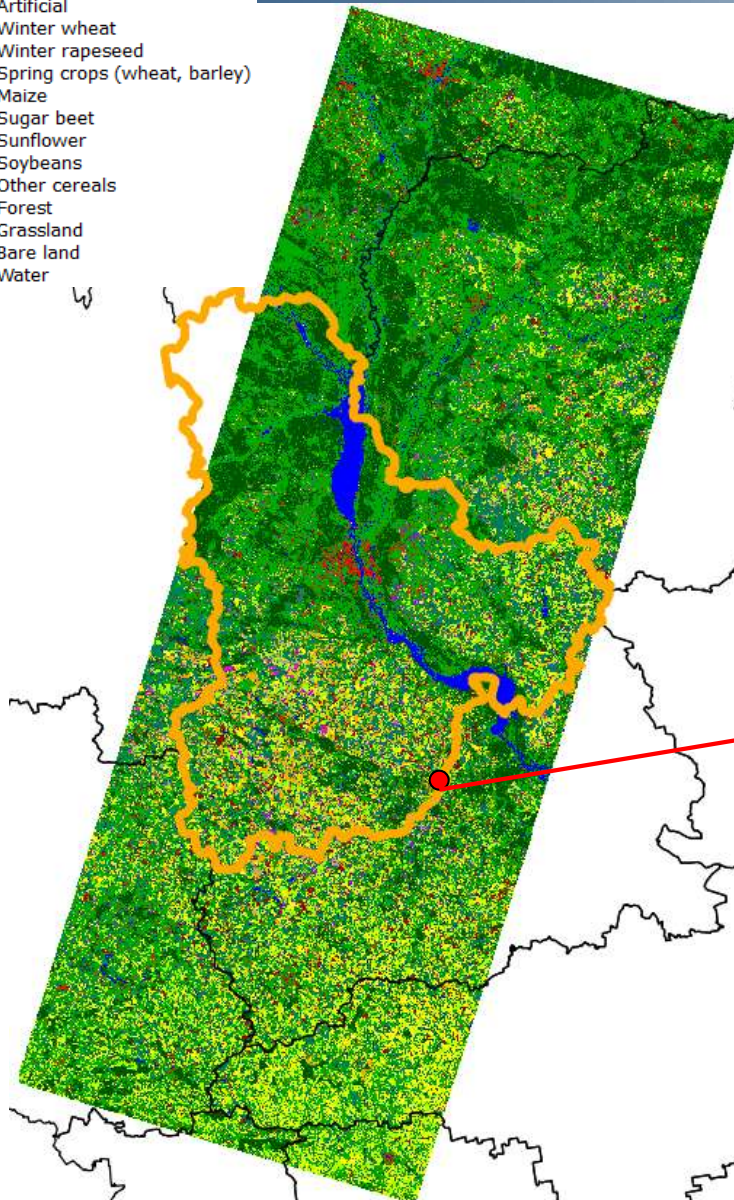 Artificial
Winter wheat
Winter rapeseed
Spring crops (wheat, barley)
Maize
Sugar beet
Sunflower
Soybeans
Other cereals
Forest
Grassland
Bare land
Water